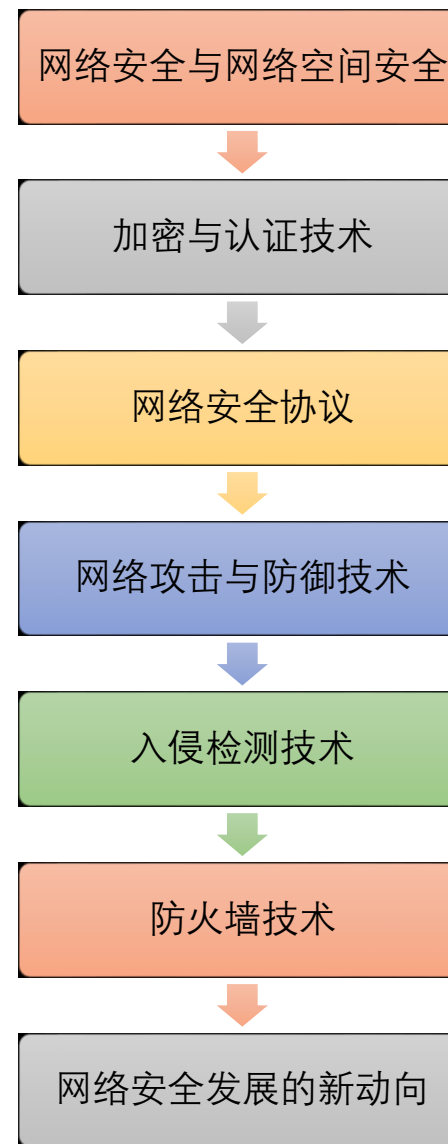 网络安全与网络空间安全
加密与认证技术
网络安全协议
网络攻击与防御技术
入侵检测技术
防火墙技术
网络安全发展的新动向